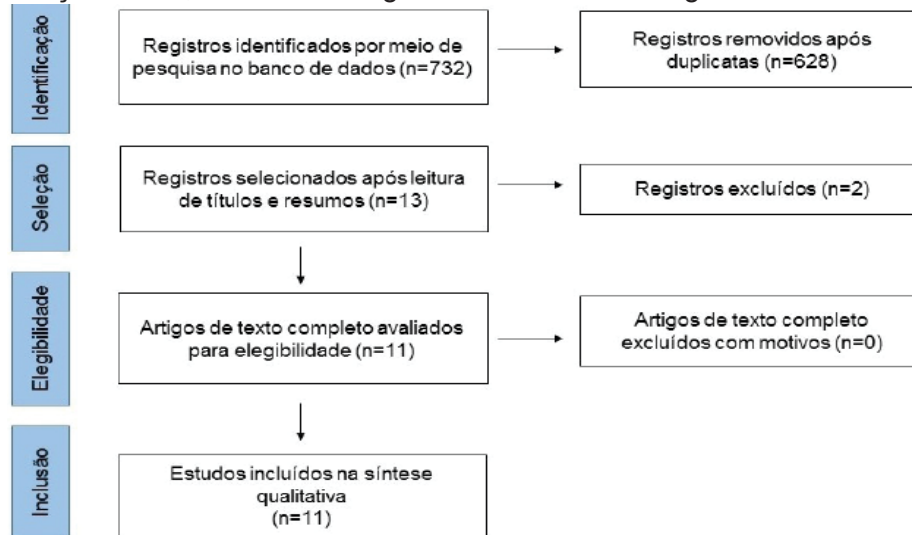 Identificação
Registros identificados por meio de
pesquisa no banco de dados (n=732)
Registros removidos após
duplicatas (n=628)
Seleção
Registros selecionados após leitura
de títulos e resumos (n=13)
Registros excluídos (n=2)
Elegibilidade
Artigos de texto completo avaliados
para elegibilidade (n=11)
Artigos de texto completo
excluídos com motivos (n=0)
Inclusão
Estudos incluídos na síntese
qualitativa
(n=11)